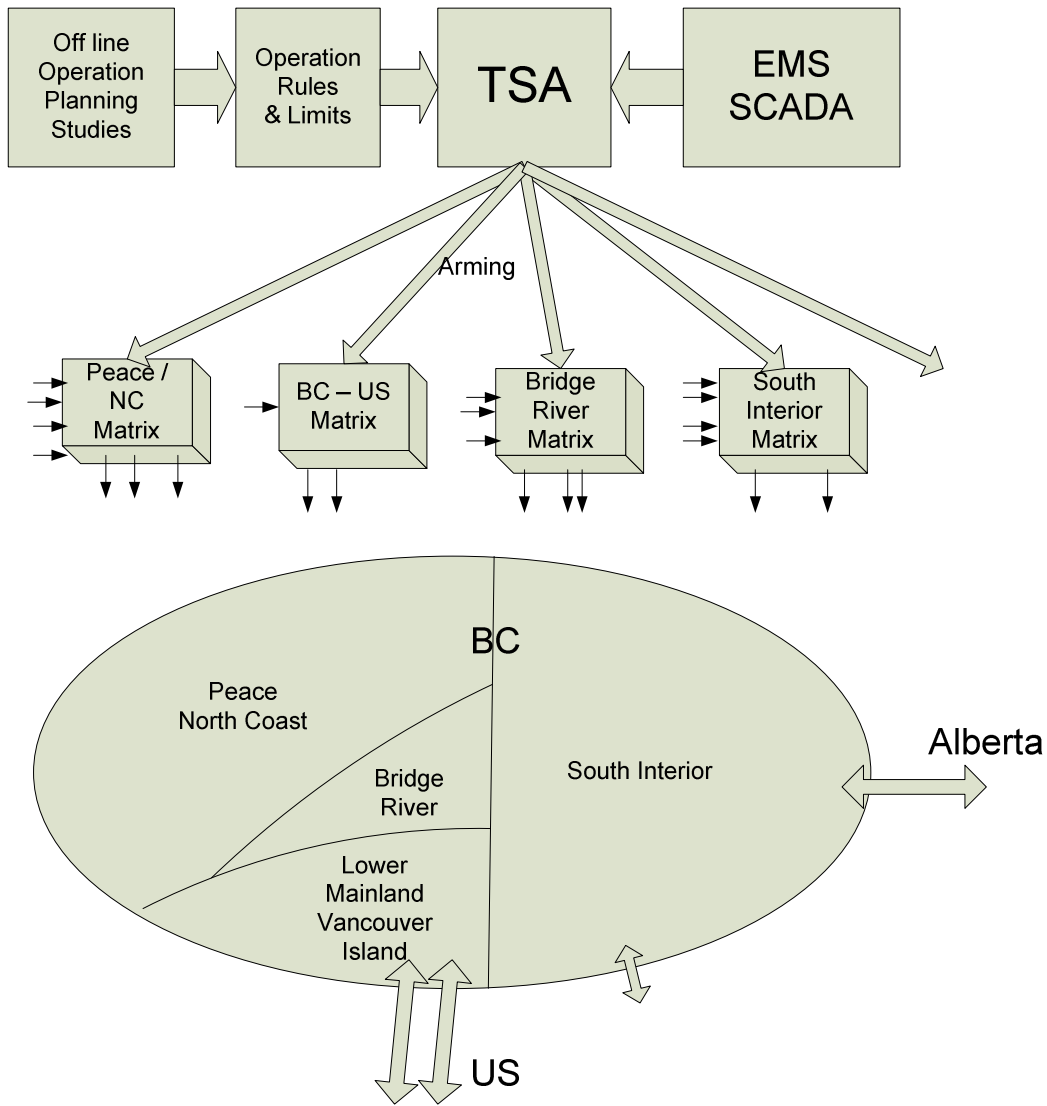 Off line
Operation
Planning
Studies
Operation
Rules
& Limits
TSA
EMS
SCADA
Arming
Peace /
NC
Matrix
BC – US
Matrix
Bridge
River
Matrix
South
Interior
Matrix
BC
Peace
North Coast
Bridge
River
South Interior
Alberta
Lower
Mainland
Vancouver
Island
US